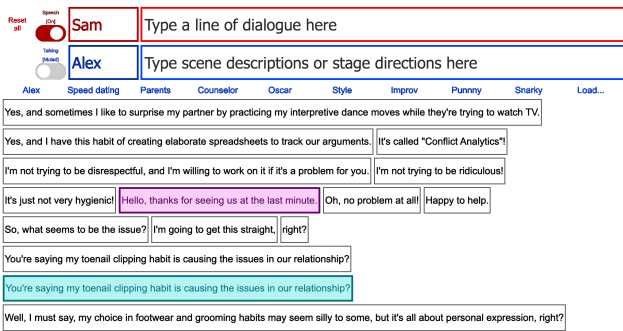 Reset all
Speech [On]
Sam
Type a line of dialogue here
Talking [Muted]
Alex
Type scene descriptions or stage directions here
Alex Speed dating Parents Counselor Oscar Style Improv Punnny Snarky Load...
Yes, and sometimes I like to surprise my partner by practicing my interpretive dance moves while they're trying to watch TV.
Yes, and I have this habit of creating elaborate spreadsheets to track our arguments. It's called "Conflict Analytics"!
I'm not trying to be disrespectful, and I'm willing to work on it if it's a problem for you. I'm not trying to be ridiculous!
It's just not very hygienic! Hello, thanks for seeing us at the last minute. Oh, no problem at all! Happy to help.
So, what seems to be the issue? I'm going to get this straight, right?
You're saying my toenail clipping habit is causing the issues in our relationship?
You're saying my toenail clipping habit is causing the issues in our relationship?
Well, I must say, my choice in footwear and grooming habits may seem silly to some, but it's all about personal expression, right?